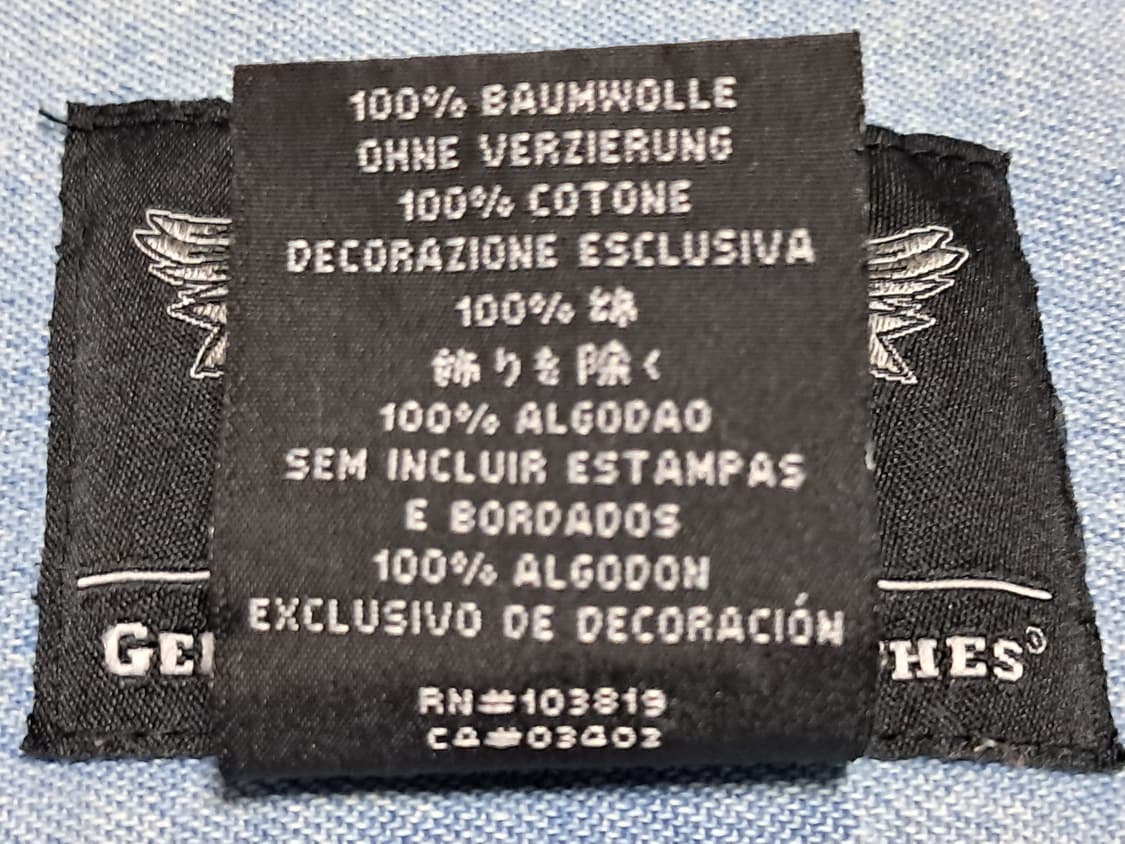 100% BAUMWOLLE
OHNE VERZIERUNG
100% COTONE
DECORAZIONE ESCLUSIVA
100% 綿
飾りを除く
100% ALGODAO
SEM INCLUIR ESTAMPAS
E BORDADOS
100% ALGODON
EXCLUSIVO DE DECORACIÓN
RN#103819
CA#03402